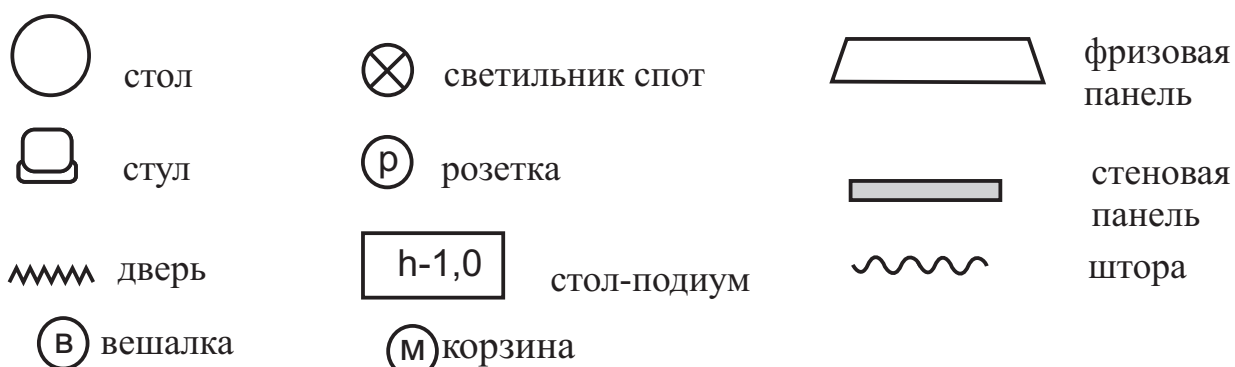 стол
светильник спот
фризовая
панель
стул
р розетка
стеновая
панель
дверь
h-1,0 стол-подиум
штора
в вешалка
м корзина